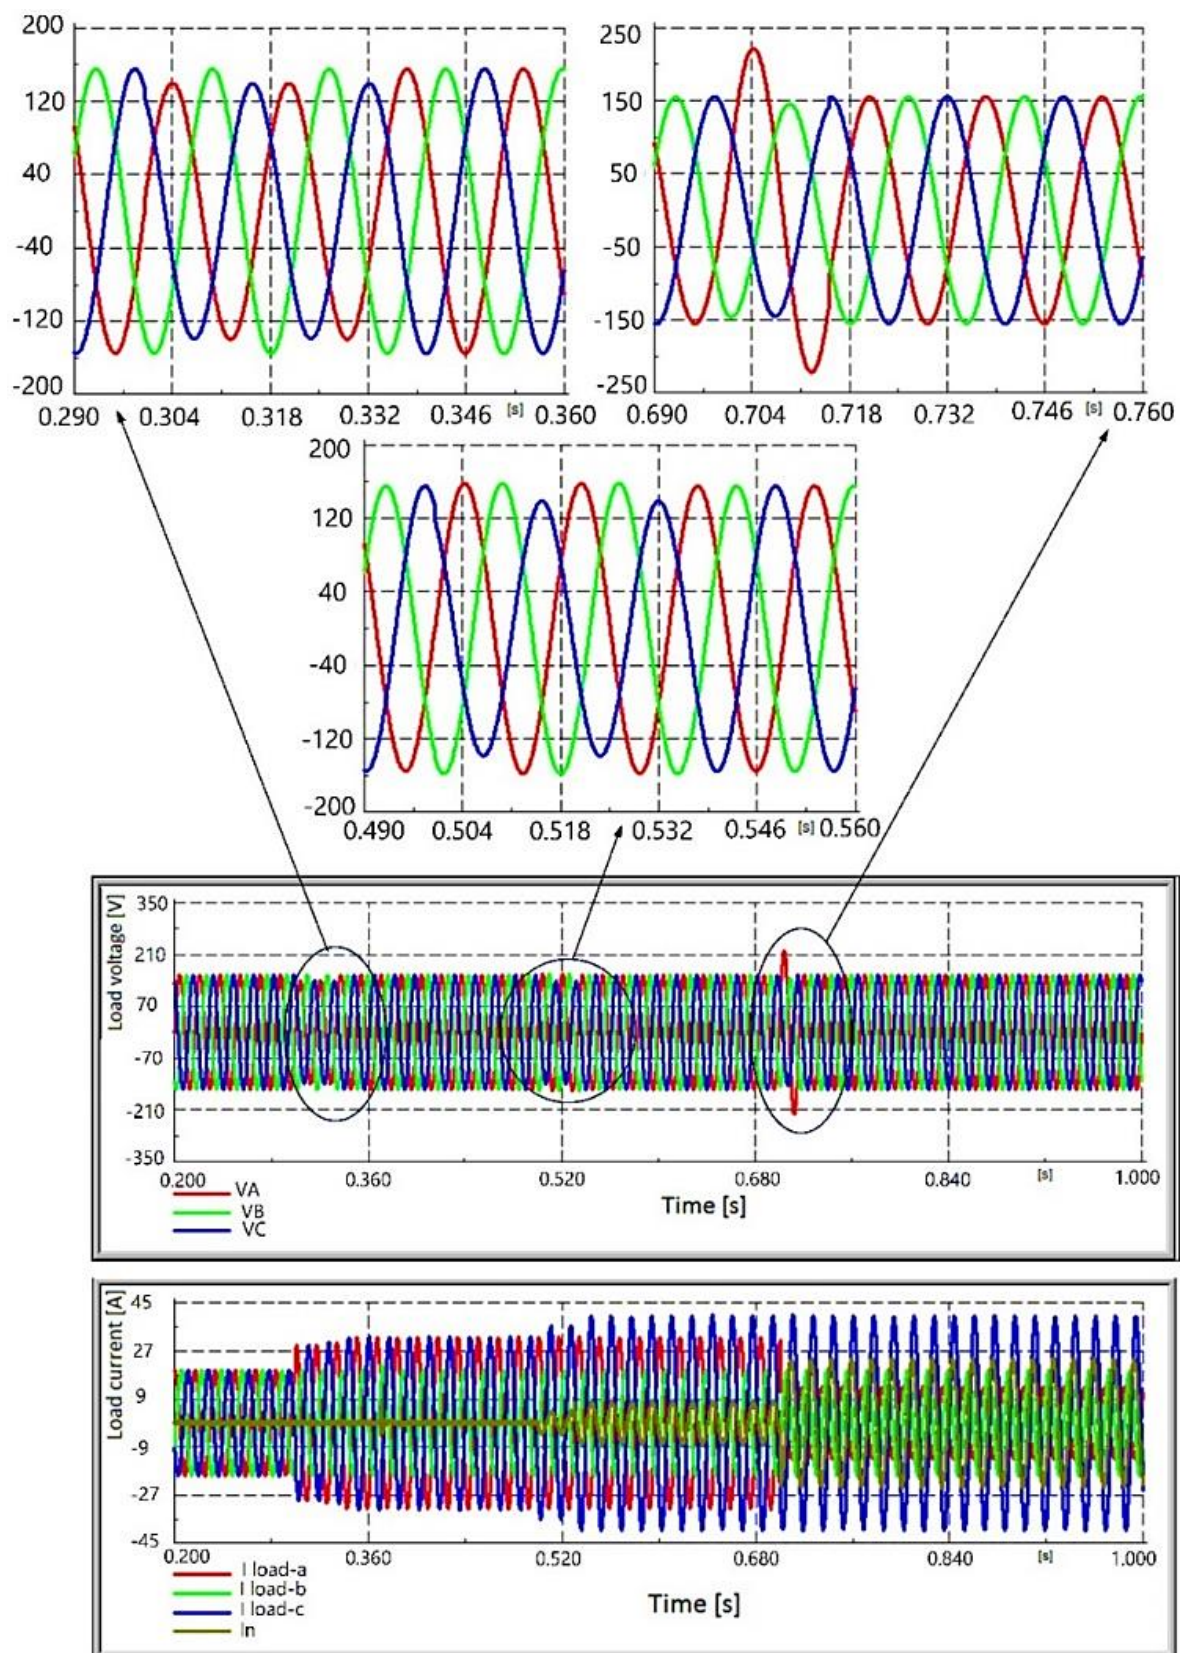 200
120
40
-40
-120
-200
0.290 0.304 0.318 0.332 0.346 [s] 0.360
250
150
50
-50
-150
-250
0.690 0.704 0.718 0.732 0.746 [s] 0.760
200
120
40
-40
-120
-200
0.490 0.504 0.518 0.532 0.546 [s] 0.560
Load voltage [V]
350
210
70
-70
-210
-350
0.200 0.360 0.520 0.680 0.840 [s] 1.000
VA
VB
VC
Time [s]
Load current [A]
45
27
9
-9
-27
-45
0.200 0.360 0.520 0.680 0.840 [s] 1.000
I load-a
I load-b
I load-c
In
Time [s]